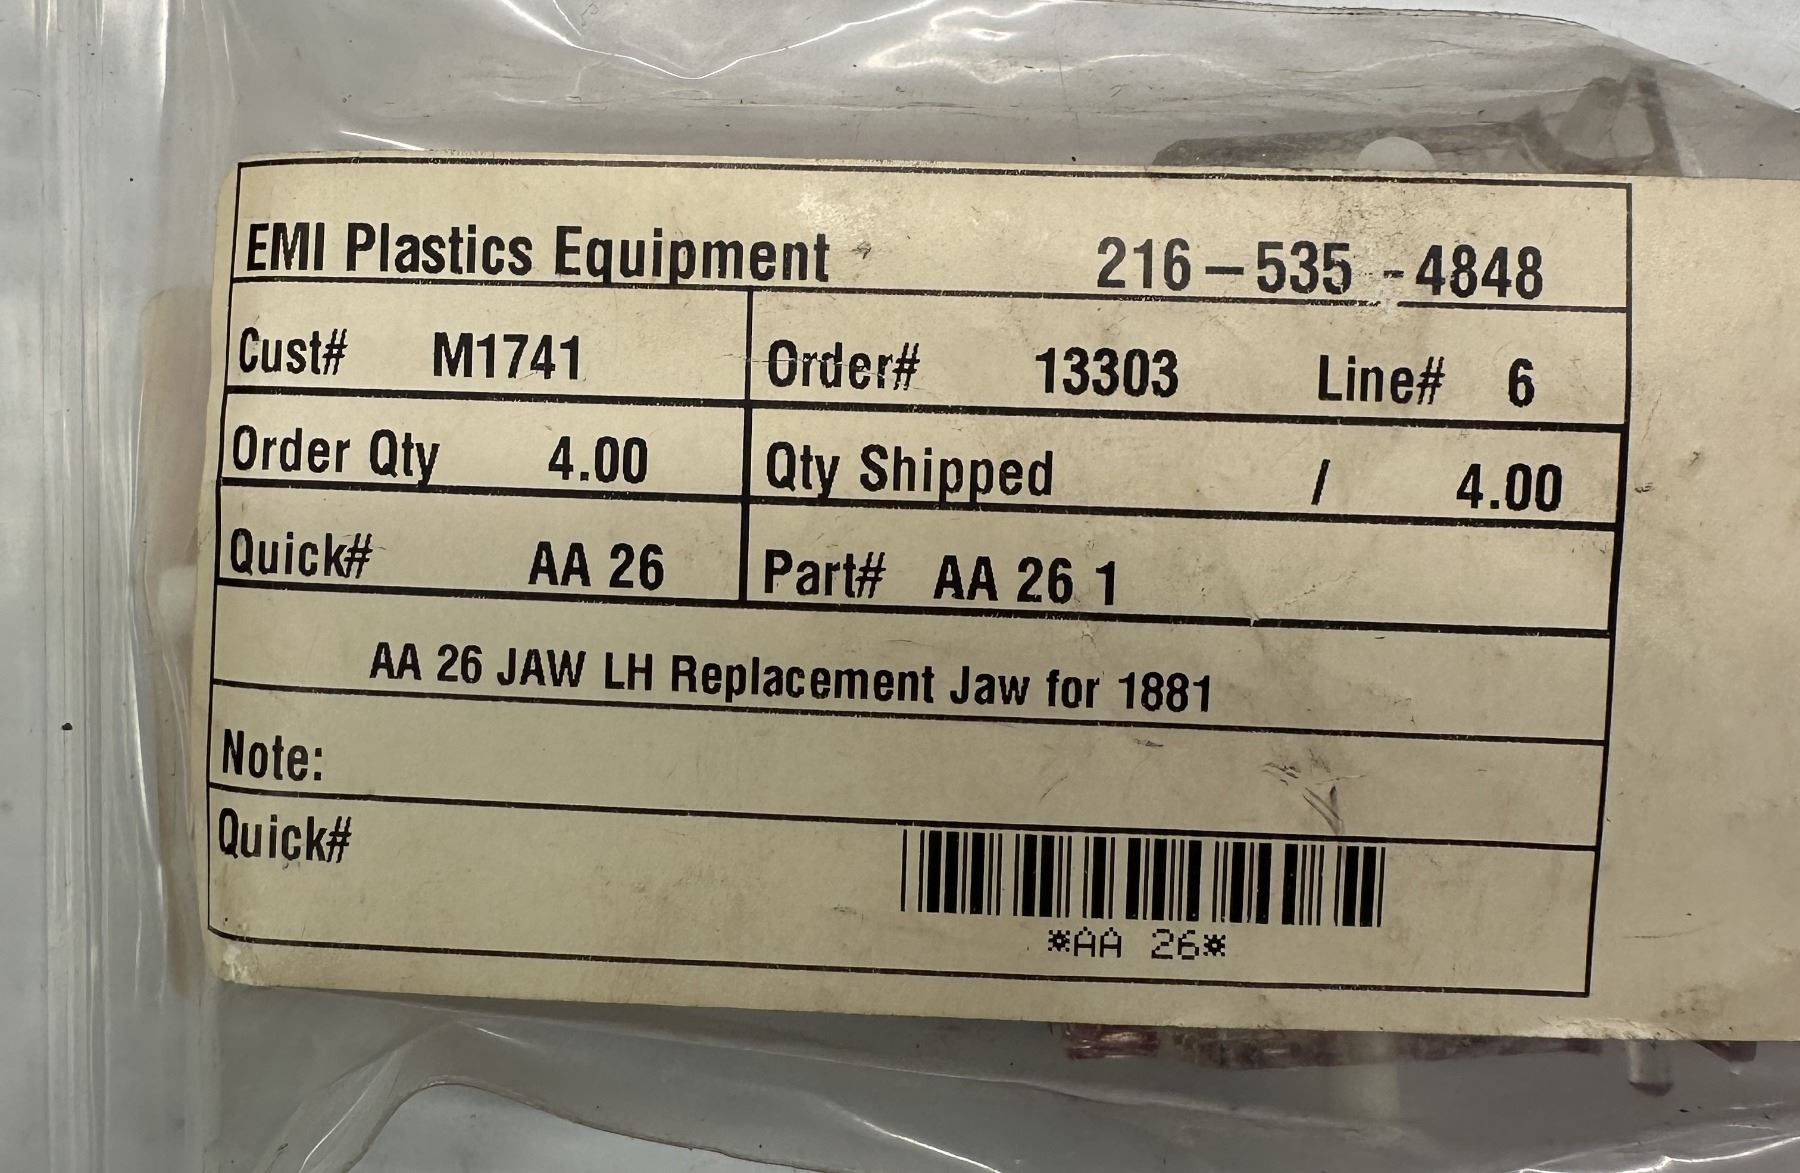 EMI Plastics Equipment 216-535-4848
Cust# M1741 Order# 13303 Line# 6
Order Qty 4.00 Qty Shipped / 4.00
Quick# AA 26 Part# AA 26 1
AA 26 JAW LH Replacement Jaw for 1881
Note:
Quick#
*AA 26*